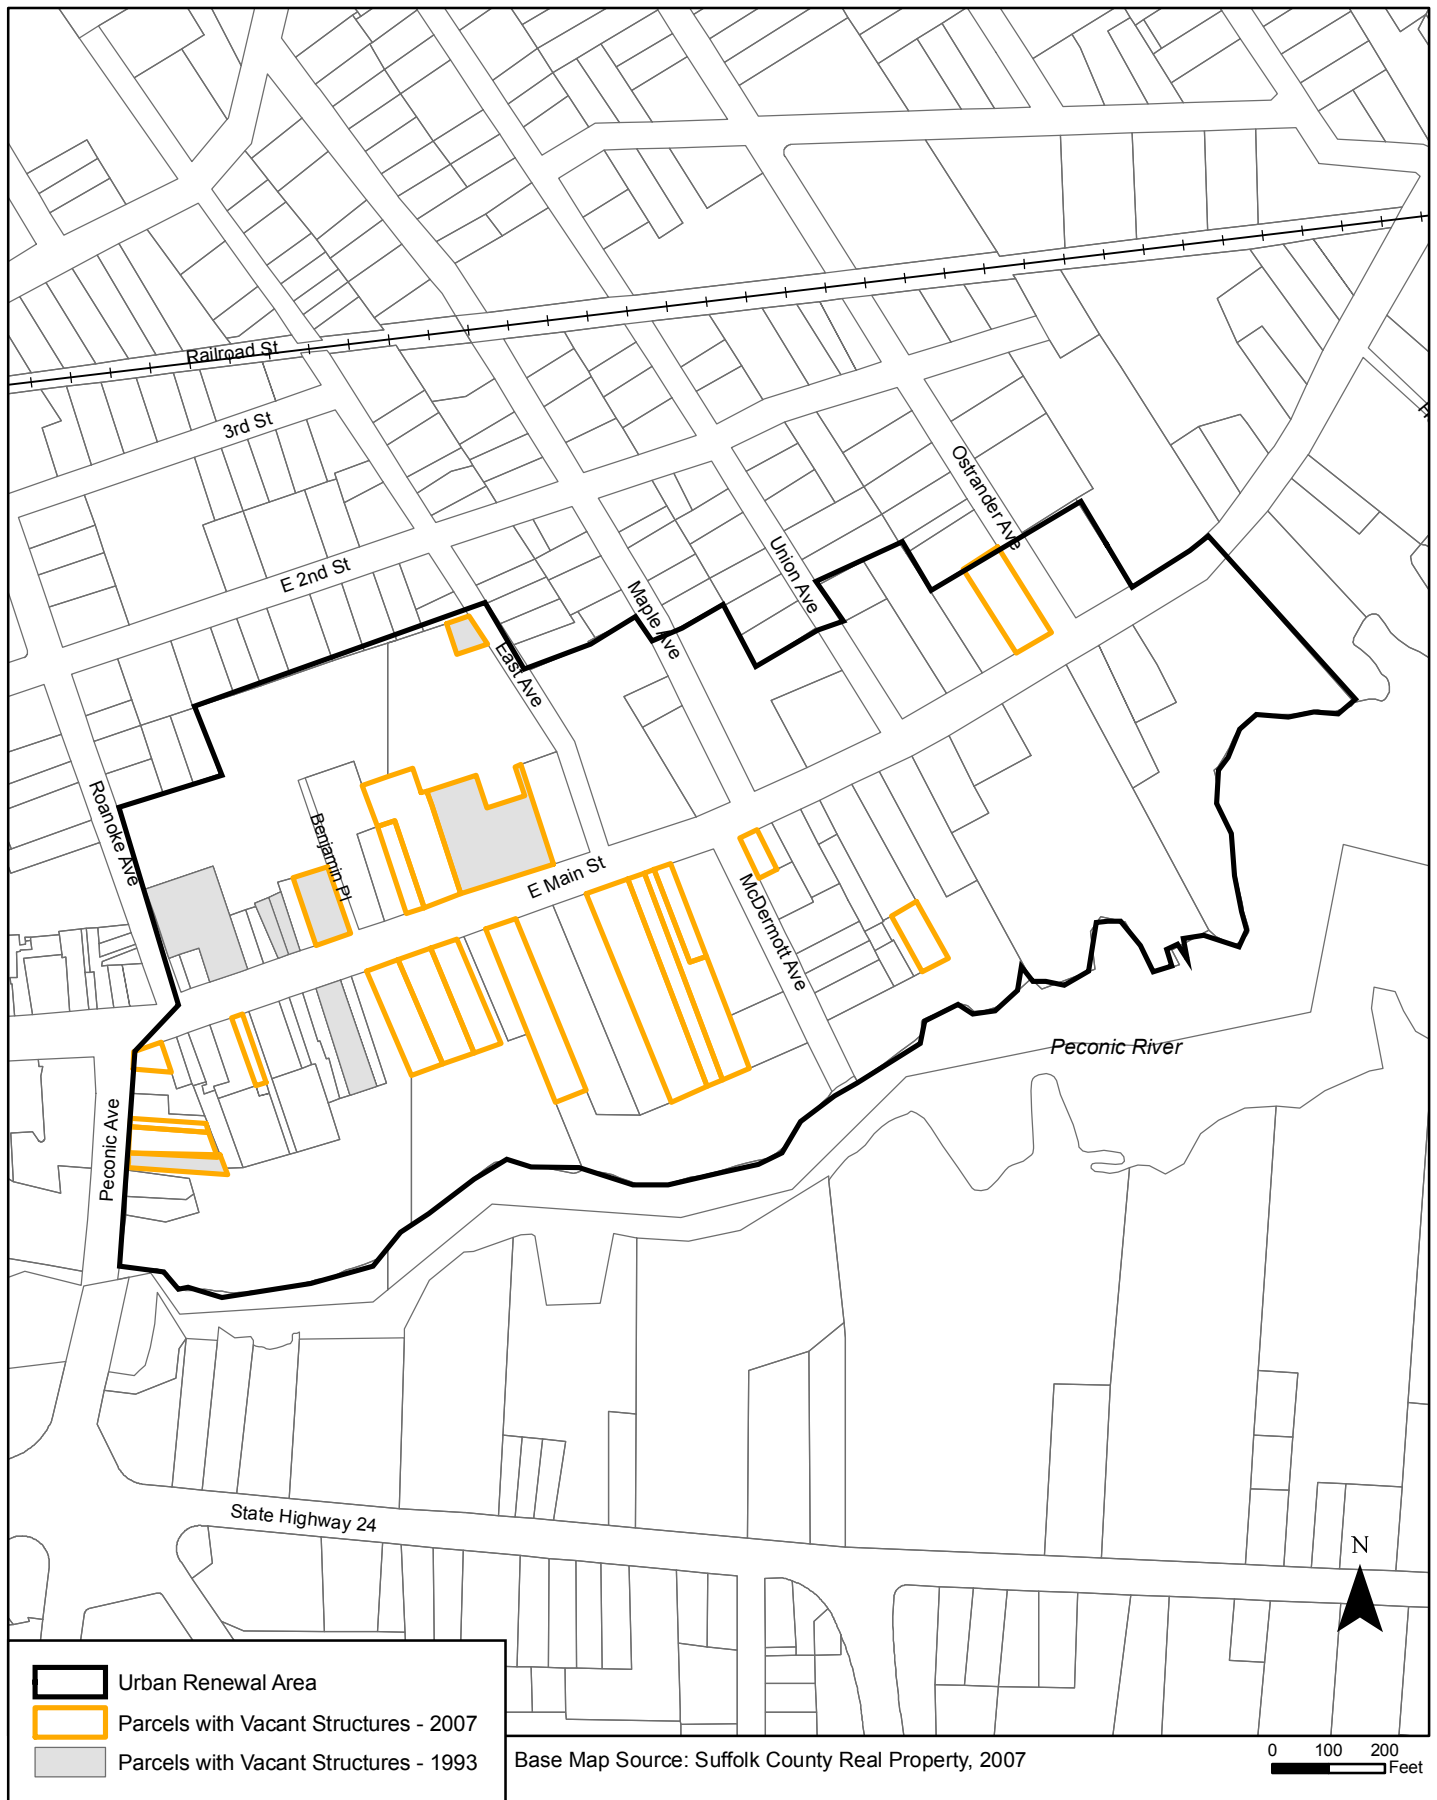 Railroad St
3rd St
Ostrander Ave
E 2nd St
Union Ave
Maple Ave
East Ave
Roanoke Ave
Benjamin Pl
E Main St
McDermott Ave
Peconic River
Peconic Ave
State Highway 24
N
Urban Renewal Area
Parcels with Vacant Structures - 2007
Parcels with Vacant Structures - 1993
Base Map Source: Suffolk County Real Property, 2007
0 100 200
Feet